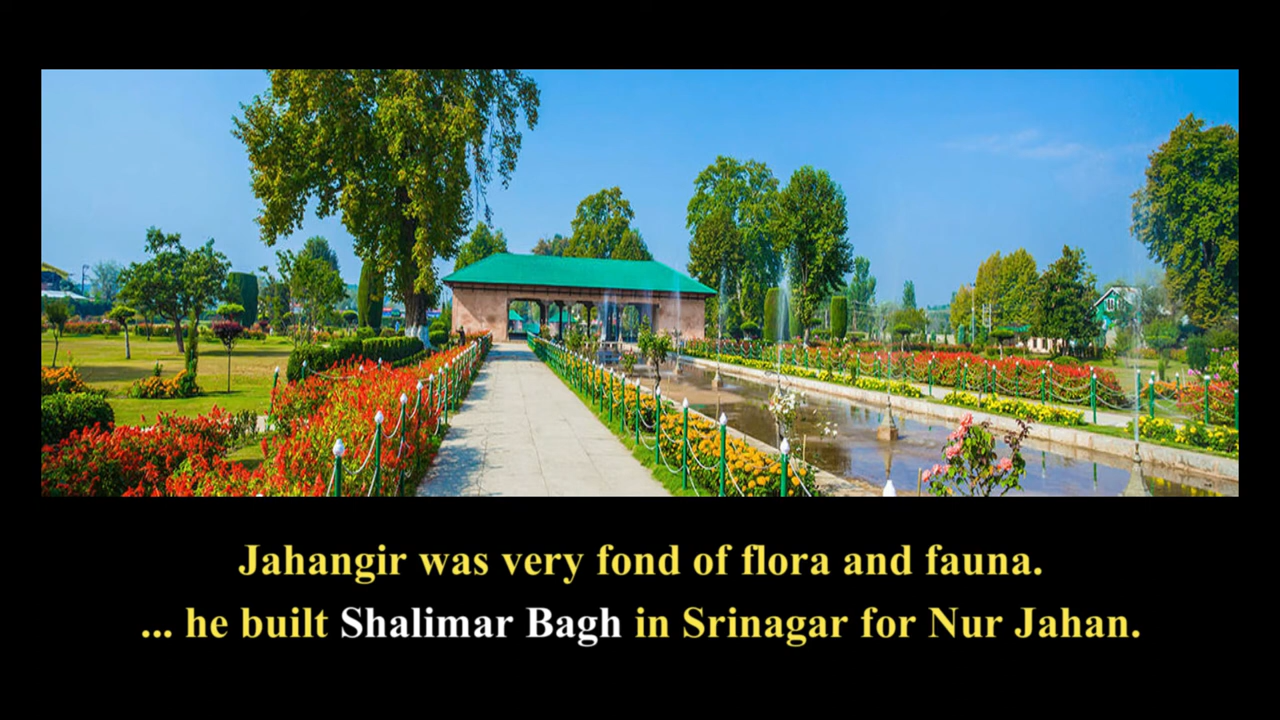 Jahangir was very fond of flora and fauna.
... he built Shalimar Bagh in Srinagar for Nur Jahan.